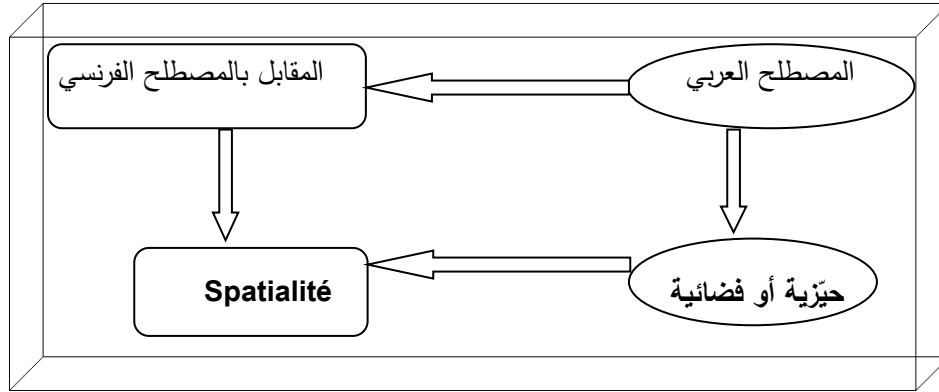 المصطلح العربي
المقابل بالمصطلح الفرنسي
حيّزية أو فضائية
Spatialité